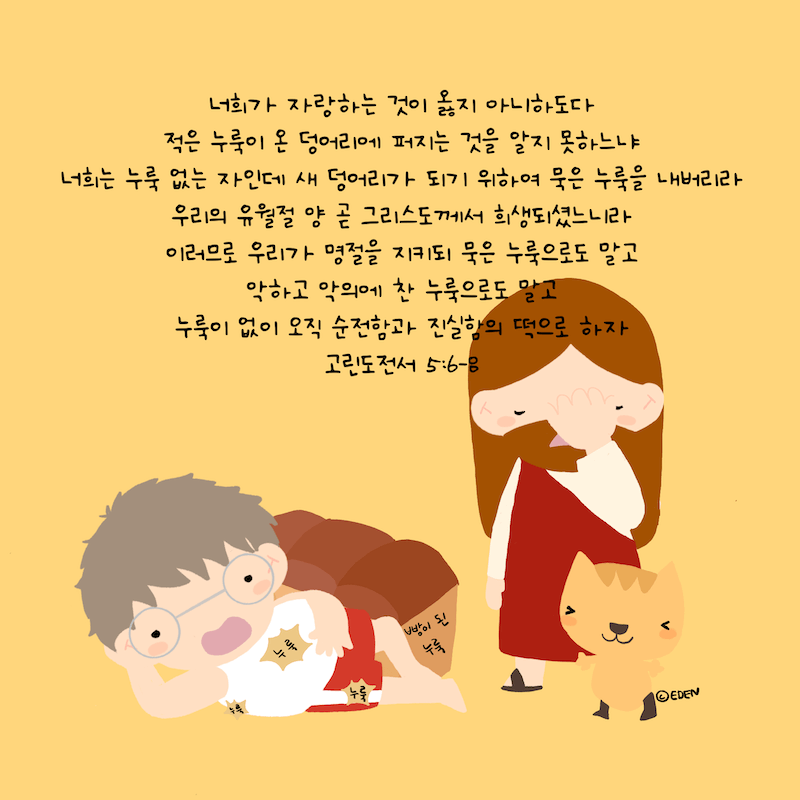 너희가 자랑하는 것이 옳지 아니하도다
적은 누룩이 온 덩어리에 퍼지는 것을 알지 못하느냐
너희는 누룩 없는 자인데 새 덩어리가 되기 위하여 묵은 누룩을 내버리라
우리의 유월절 양 곧 그리스도께서 희생되셨느니라
이러므로 우리가 명절을 지키되 묵은 누룩으로도 말고
악하고 악의에 찬 누룩으로도 말고
누룩이 없이 오직 순전함과 진실함의 떡으로 하자
고린도전서 5:6-8
빵이 된
누룩
누룩
누룩
누룩
©EDEN